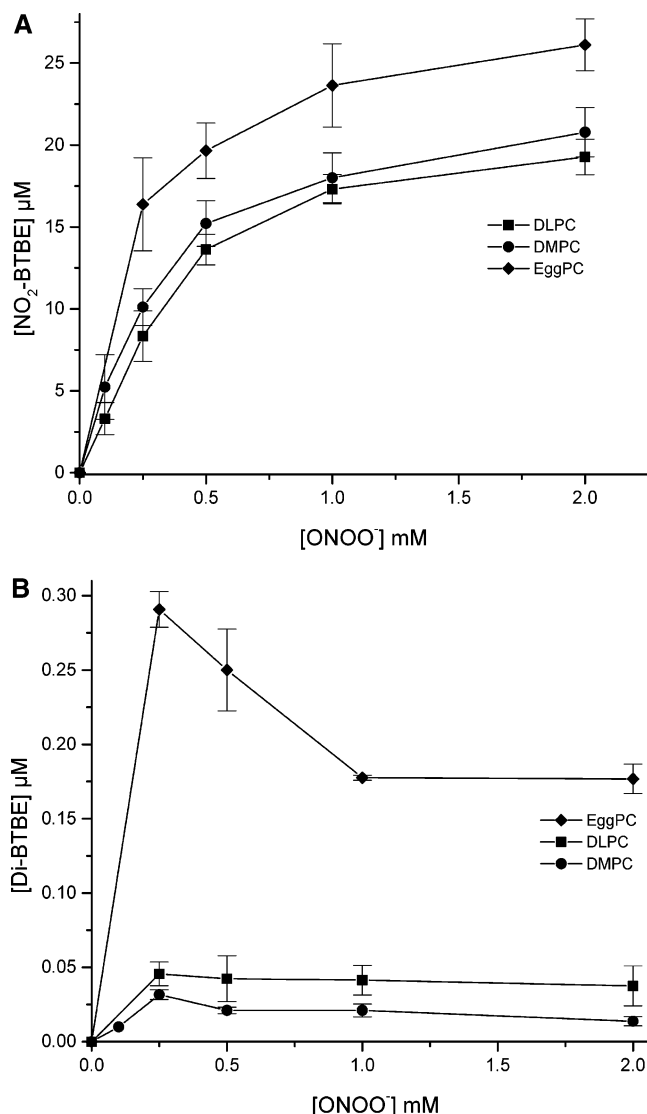 A
25
20
15
10
5
0
[NO₂-BTBE] µM
DLPC
DMPC
EggPC
0.0 0.5 1.0 1.5 2.0
[ONOO⁻] mM
B
0.30
0.25
0.20
0.15
0.10
0.05
0.00
[Di-BTBE] µM
EggPC
DLPC
DMPC
0.0 0.5 1.0 1.5 2.0
[ONOO⁻] mM